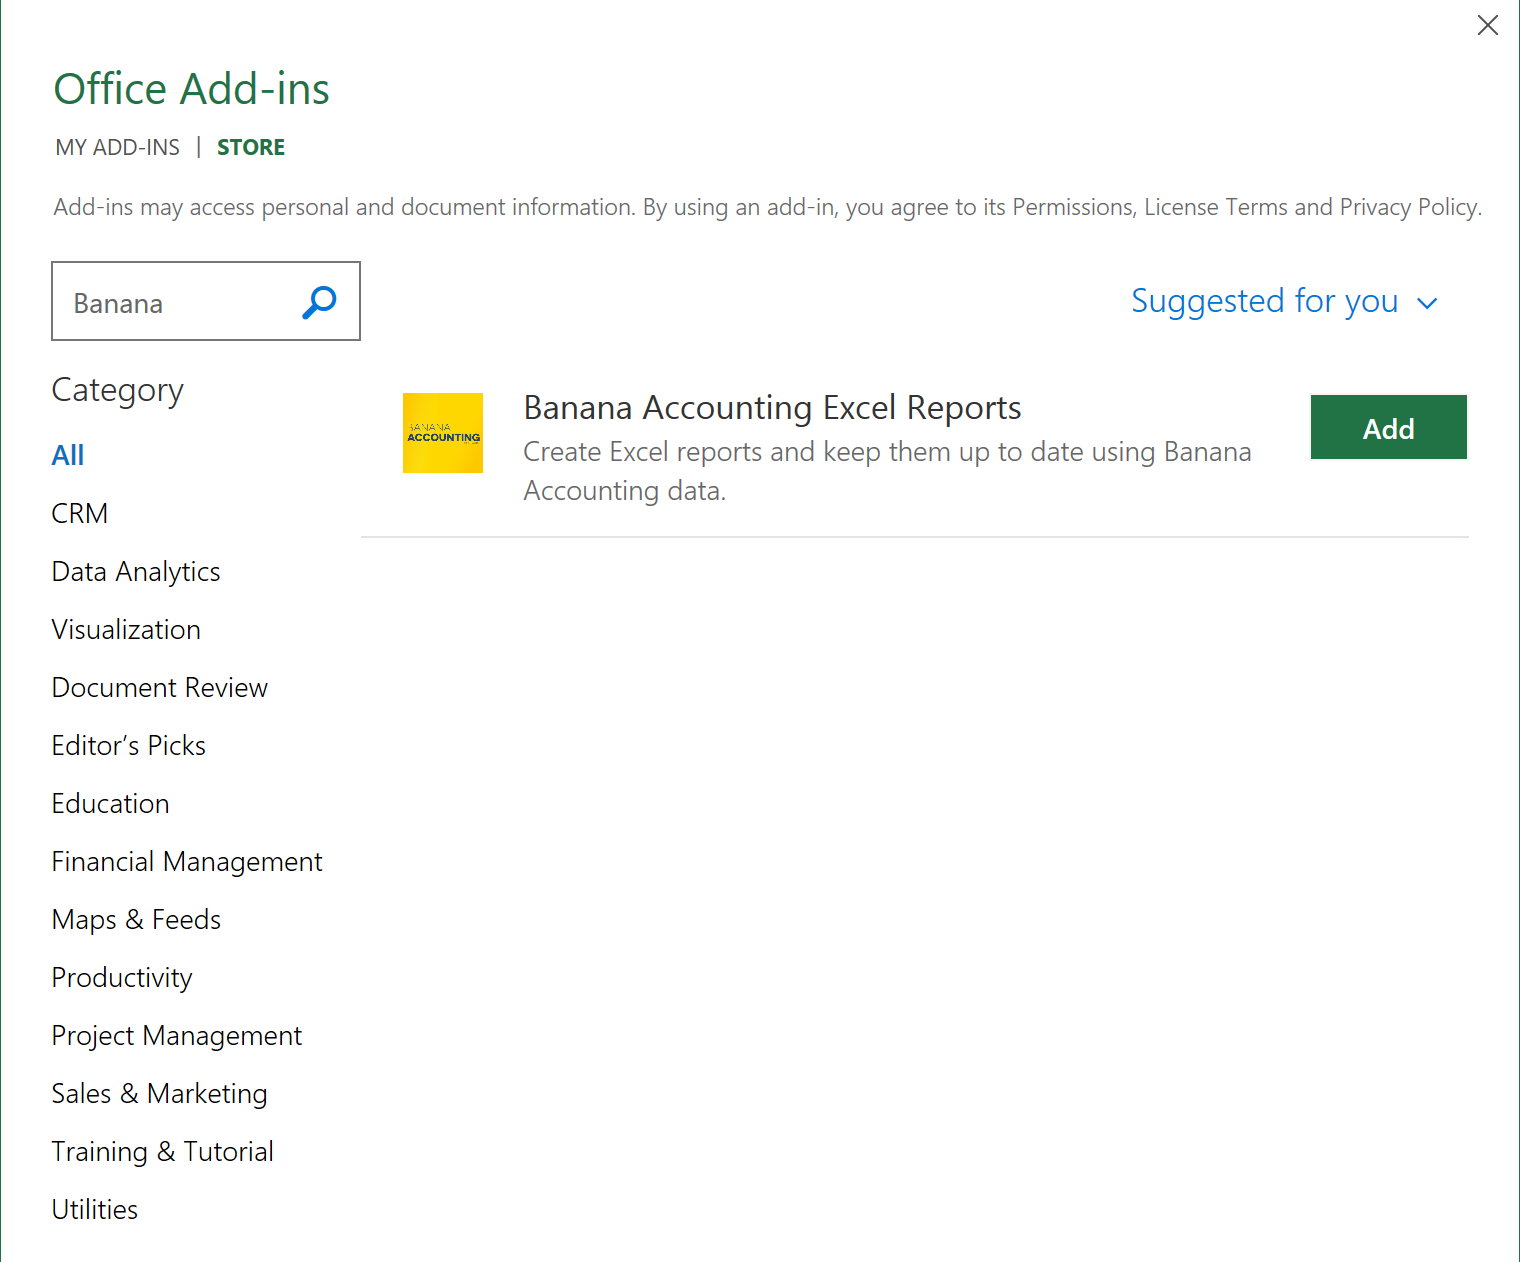 Office Add-ins
MY ADD-INS | STORE
Add-ins may access personal and document information. By using an add-in, you agree to its Permissions, License Terms and Privacy Policy.
Banana
Suggested for you
Category
All
CRM
Data Analytics
Visualization
Document Review
Editor’s Picks
Education
Financial Management
Maps & Feeds
Productivity
Project Management
Sales & Marketing
Training & Tutorial
Utilities
BANANA
ACCOUNTING
Banana Accounting Excel Reports
Create Excel reports and keep them up to date using Banana
Accounting data.
Add